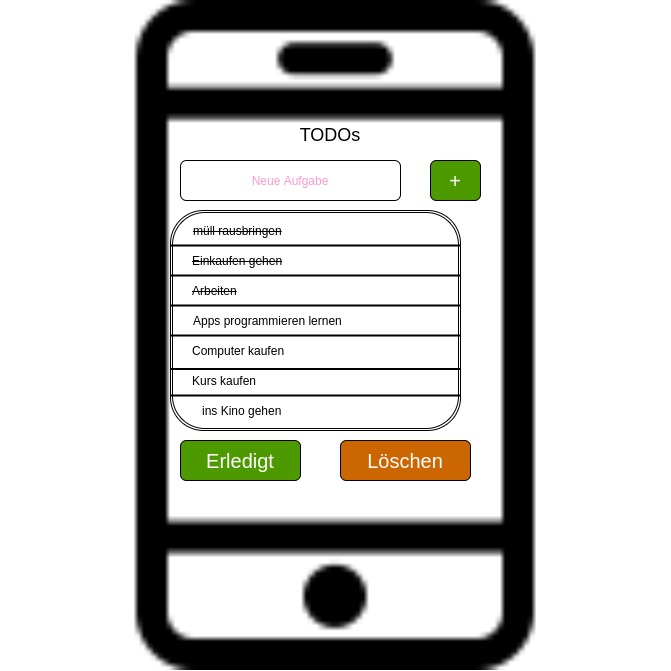 TODOs
Neue Aufgabe
+
müll rausbringen
Einkaufen gehen
Arbeiten
Apps programmieren lernen
Computer kaufen
Kurs kaufen
ins Kino gehen
Erledigt
Löschen